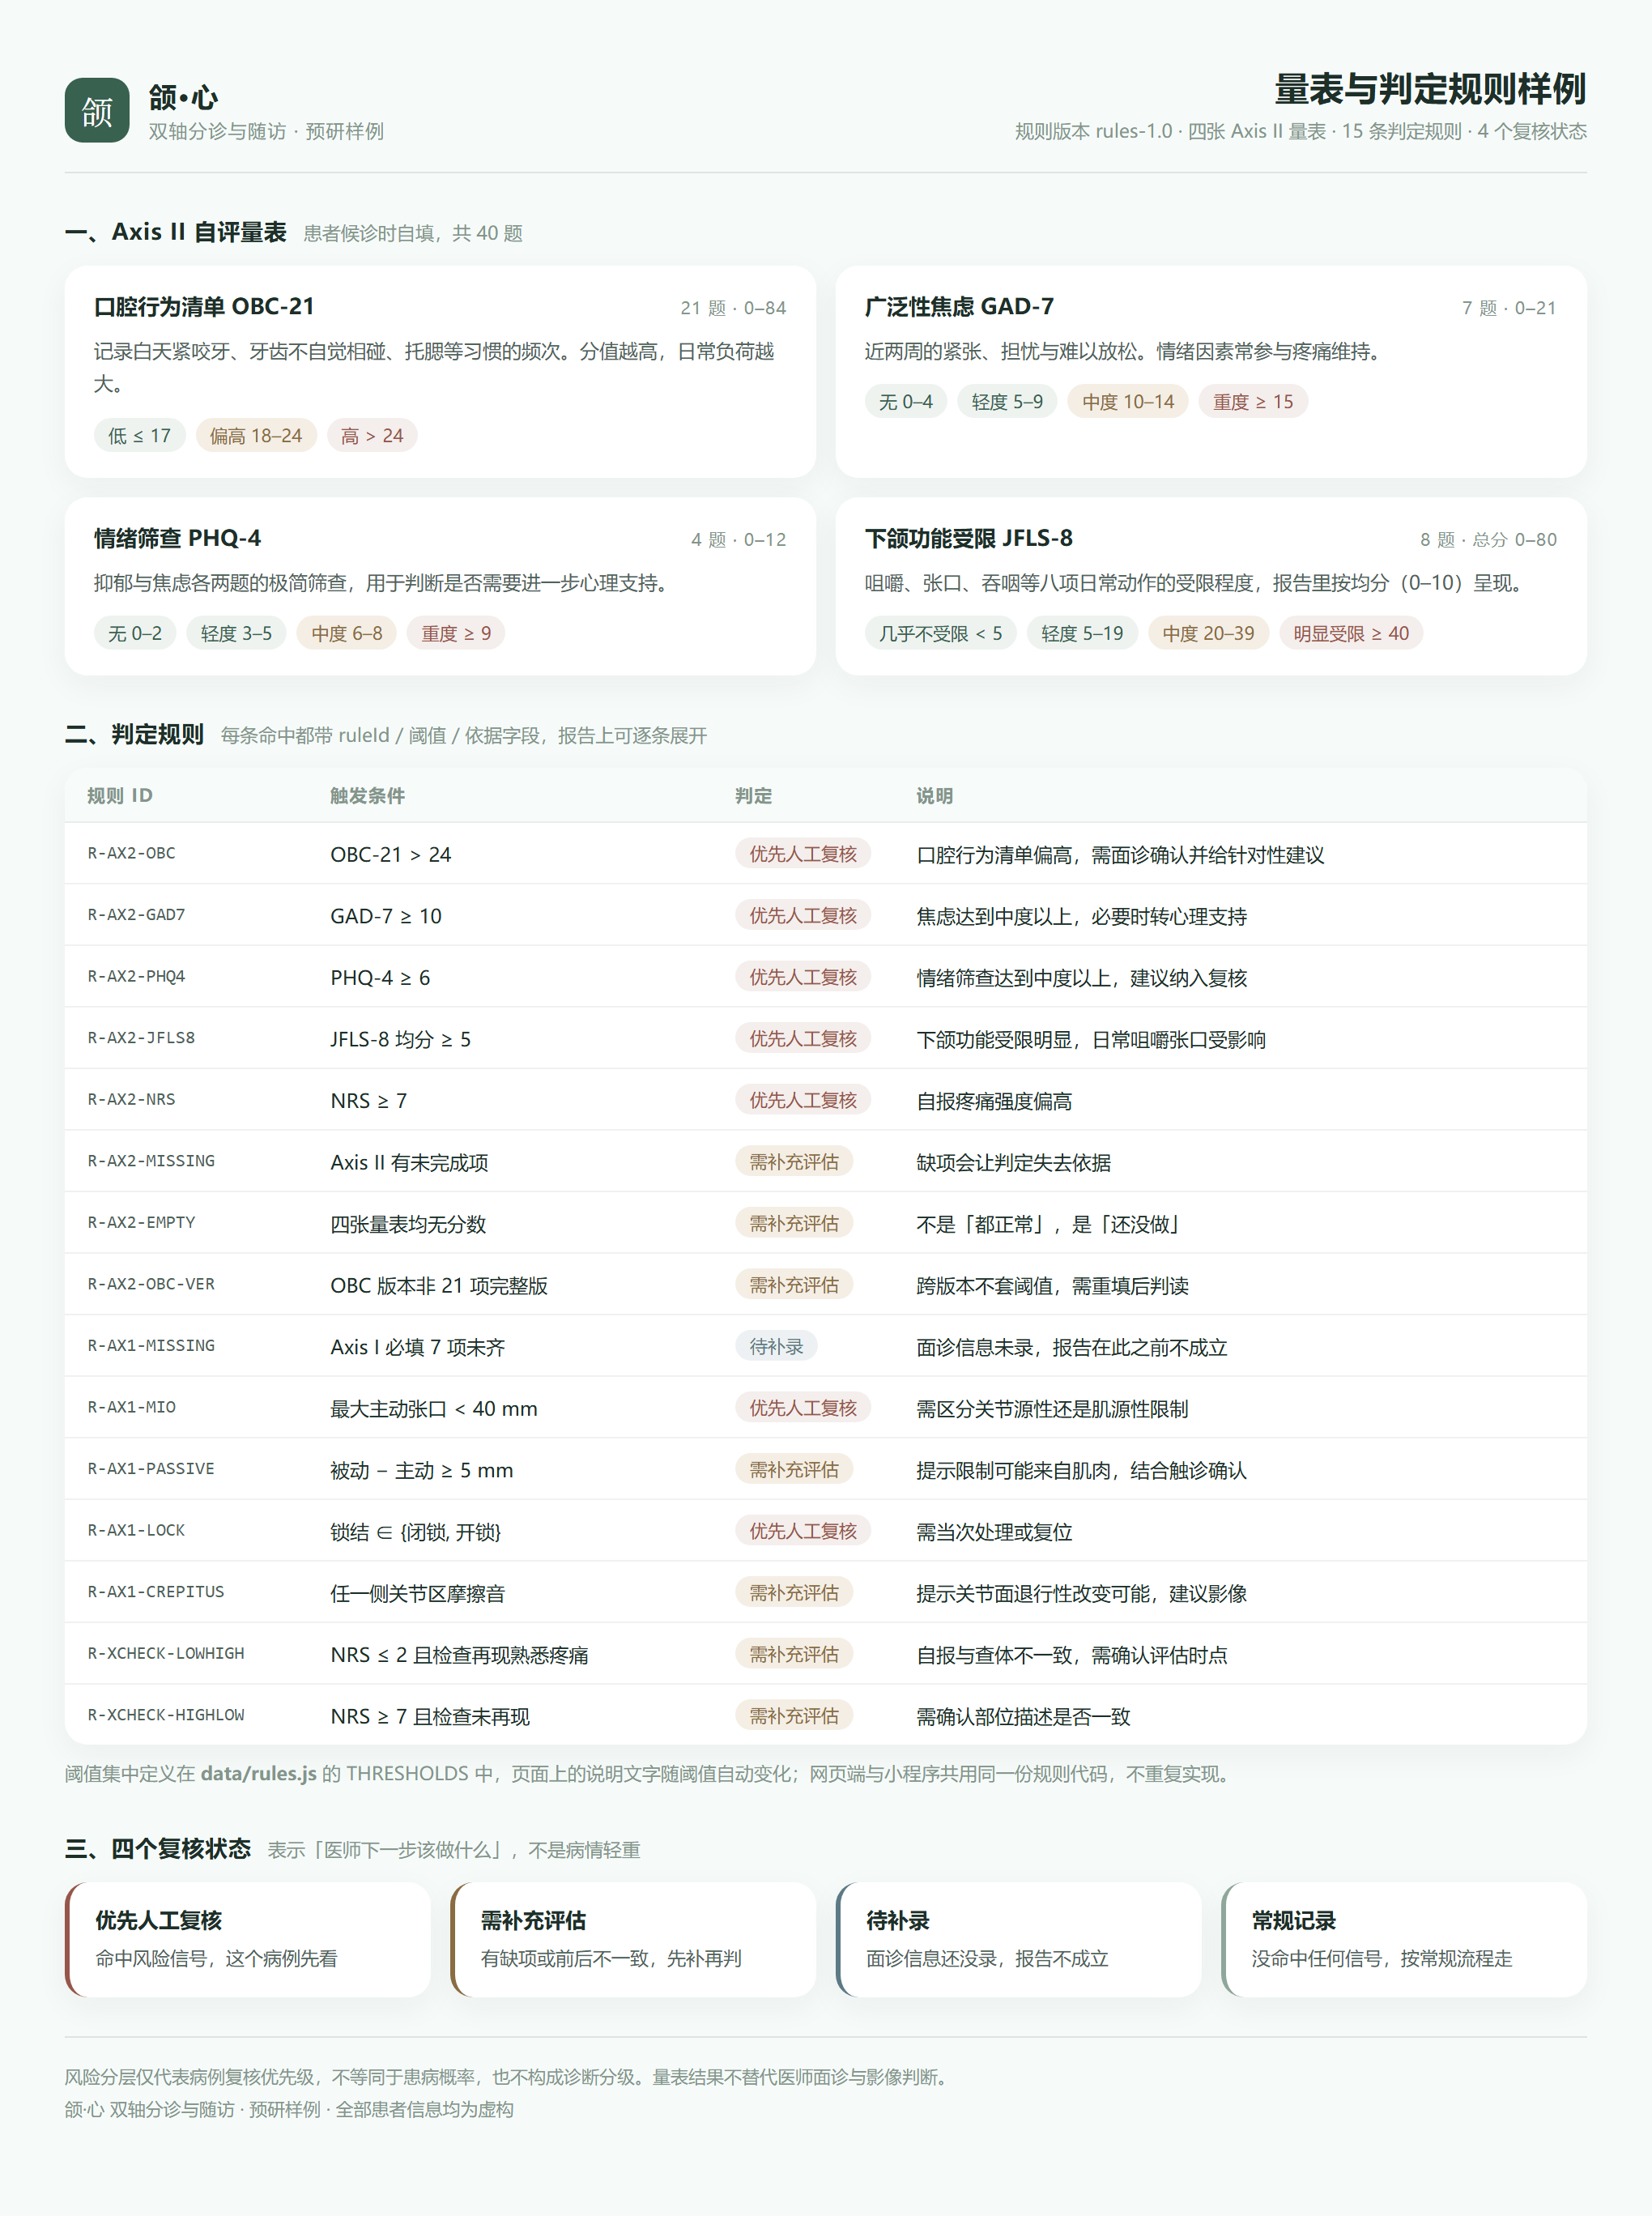 颌
颌·心
双轴分诊与随访 · 预研样例
量表与判定规则样例
规则版本 rules-1.0 · 四张 Axis II 量表 · 15 条判定规则 · 4 个复核状态
一、Axis II 自评量表 患者候诊时自填，共 40 题
口腔行为清单 OBC-21 21 题 · 0–84
记录白天紧咬牙、牙齿不自觉相碰、托腮等习惯的频次。分值越高，日常负荷越
大。
低 ≤ 17 偏高 18–24 高 > 24
广泛性焦虑 GAD-7 7 题 · 0–21
近两周的紧张、担忧与难以放松。情绪因素常参与疼痛维持。
无 0–4 轻度 5–9 中度 10–14 重度 ≥ 15
情绪筛查 PHQ-4 4 题 · 0–12
抑郁与焦虑各两题的极简筛查，用于判断是否需要进一步心理支持。
无 0–2 轻度 3–5 中度 6–8 重度 ≥ 9
下颌功能受限 JFLS-8 8 题 · 总分 0–80
咀嚼、张口、吞咽等八项日常动作的受限程度，报告里按均分（0–10）呈现。
几乎不受限 < 5 轻度 5–19 中度 20–39 明显受限 ≥ 40
二、判定规则 每条命中都带 ruleId / 阈值 / 依据字段，报告上可逐条展开
规则 ID 触发条件 判定 说明
R-AX2-OBC OBC-21 > 24 优先人工复核 口腔行为清单偏高，需面诊确认并给针对性建议
R-AX2-GAD7 GAD-7 ≥ 10 优先人工复核 焦虑达到中度以上，必要时转心理支持
R-AX2-PHQ4 PHQ-4 ≥ 6 优先人工复核 情绪筛查达到中度以上，建议纳入复核
R-AX2-JFLS8 JFLS-8 均分 ≥ 5 优先人工复核 下颌功能受限明显，日常咀嚼张口受影响
R-AX2-NRS NRS ≥ 7 优先人工复核 自报疼痛强度偏高
R-AX2-MISSING Axis II 有未完成项 需补充评估 缺项会让判定失去依据
R-AX2-EMPTY 四张量表均无分数 需补充评估 不是「都正常」，是「还没做」
R-AX2-OBC-VER OBC 版本非 21 项完整版 需补充评估 跨版本不套阈值，需重填后判读
R-AX1-MISSING Axis I 必填 7 项未齐 待补录 面诊信息未录，报告在此之前不成立
R-AX1-MIO 最大主动张口 < 40 mm 优先人工复核 需区分关节源性还是肌源性限制
R-AX1-PASSIVE 被动 − 主动 ≥ 5 mm 需补充评估 提示限制可能来自肌肉，结合触诊确认
R-AX1-LOCK 锁结 ∈ {闭锁, 开锁} 优先人工复核 需当次处理或复位
R-AX1-CREPITUS 任一侧关节区摩擦音 需补充评估 提示关节面退行性改变可能，建议影像
R-XCHECK-LOWHIGH NRS ≤ 2 且检查再现熟悉疼痛 需补充评估 自报与查体不一致，需确认评估时点
R-XCHECK-HIGHLOW NRS ≥ 7 且检查未再现 需补充评估 需确认部位描述是否一致
阈值集中定义在 data/rules.js 的 THRESHOLDS 中，页面上的说明文字随阈值自动变化；网页端与小程序共用同一份规则代码，不重复实现。
三、四个复核状态 表示「医师下一步该做什么」，不是病情轻重
优先人工复核
命中风险信号，这个病例先看
需补充评估
有缺项或前后不一致，先补再判
待补录
面诊信息还没录，报告不成立
常规记录
没命中任何信号，按常规流程走
风险分层仅代表病例复核优先级，不等同于患病概率，也不构成诊断分级。量表结果不替代医师面诊与影像判断。
颌·心 双轴分诊与随访 · 预研样例 · 全部患者信息均为虚构